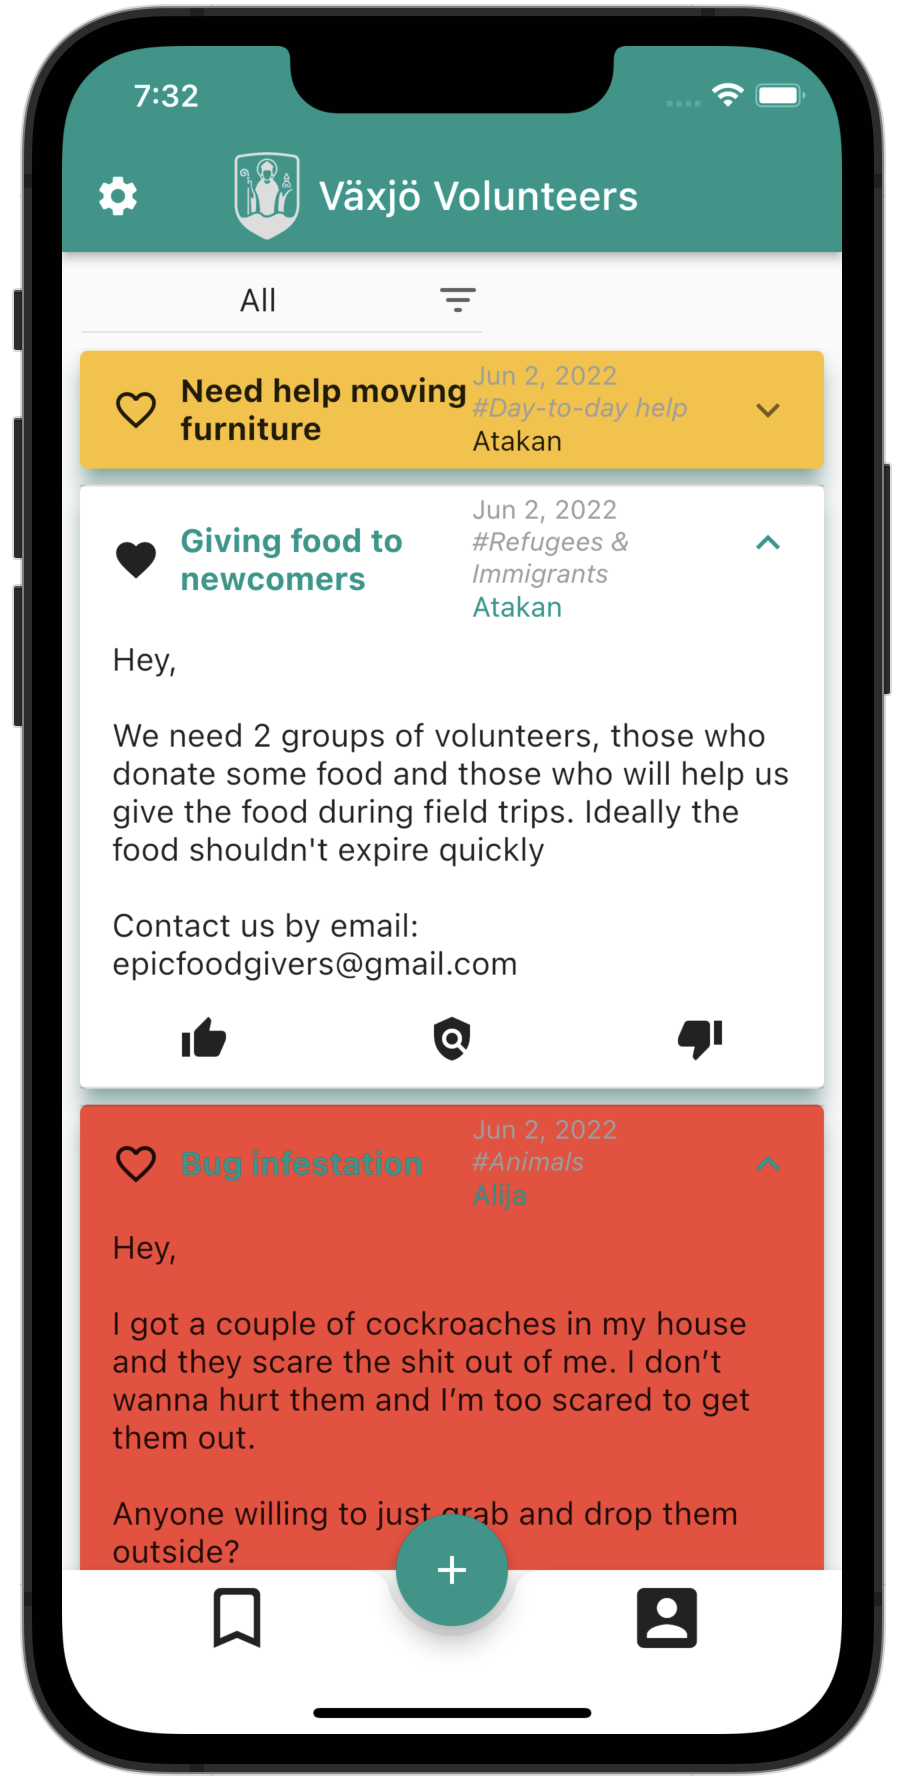 7:32
Växjö Volunteers
All
Need help moving
furniture
Jun 2, 2022
#Day-to-day help
Atakan
Giving food to
newcomers
Jun 2, 2022
#Refugees &
Immigrants
Atakan
Hey,
We need 2 groups of volunteers, those who
donate some food and those who will help us
give the food during field trips. Ideally the
food shouldn't expire quickly
Contact us by email:
epicfoodgivers@gmail.com
Bug infestation
Jun 2, 2022
#Animals
Alija
Hey,
I got a couple of cockroaches in my house
and they scare the shit out of me. I don’t
wanna hurt them and I’m too scared to get
them out.
Anyone willing to just grab and drop them
outside?